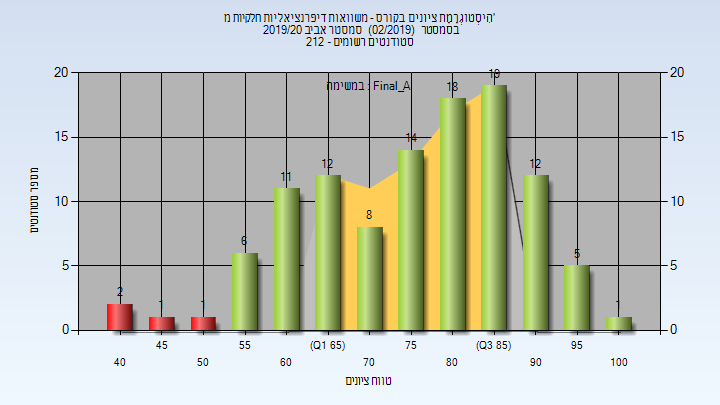 היסטוגרמת ציונים בקורס - משוואות דיפרנציאליות חלקיות מ'
בסמסטר (02/2019) סמסטר אביב 2019/20
סטודנטים רשומים - 212
במשימה : Final_A
מספר סטודנטים
20 20
15 15
10 10
5 5
0 0
2 1 1 6 11 12 8 14 18 19 12 5 1
45 55 (Q1 65) 75 (Q3 85) 95
40 50 60 70 80 90 100
טווח ציונים